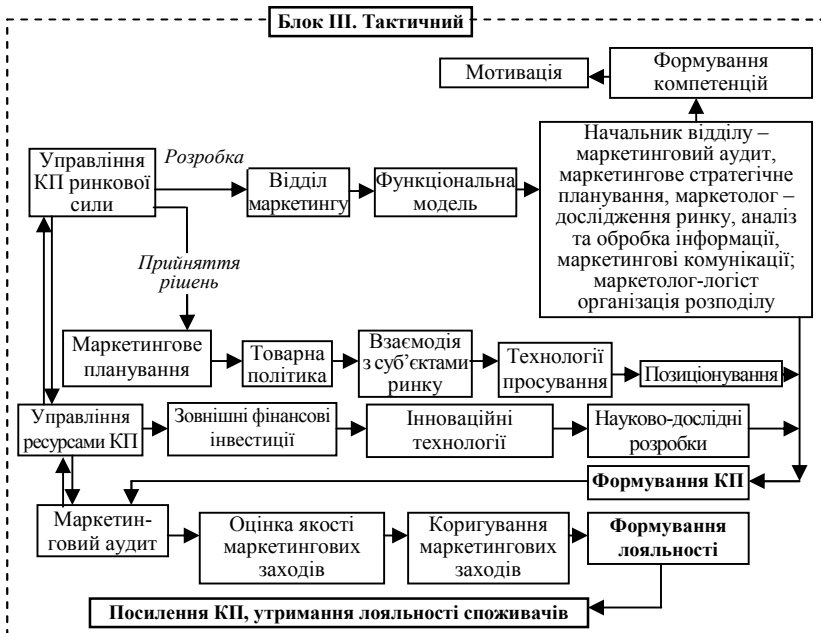 Блок ІІІ. Тактичний
Мотивація
Формування
компетенцій
Управління
КП ринкової
сили
Розробка
Відділ
маркетингу
Функціональна
модель
Начальник відділу –
маркетинговий аудит,
маркетингове стратегічне
планування, маркетолог –
дослідження ринку, аналіз
та обробка інформації,
маркетингові комунікації;
маркетолог-логіст
організація розподілу
Прийняття
рішень
Маркетингове
планування
Товарна
політика
Взаємодія
з суб’єктами
ринку
Технології
просування
Позиціонування
Управління
ресурсами КП
Зовнішні фінансові
інвестиції
Інноваційні
технології
Науково-дослідні
розробки
Формування КП
Маркетин-
говий аудит
Оцінка якості
маркетингових
заходів
Коригування
маркетингових
заходів
Формування
лояльності
Посилення КП, утримання лояльності споживачів